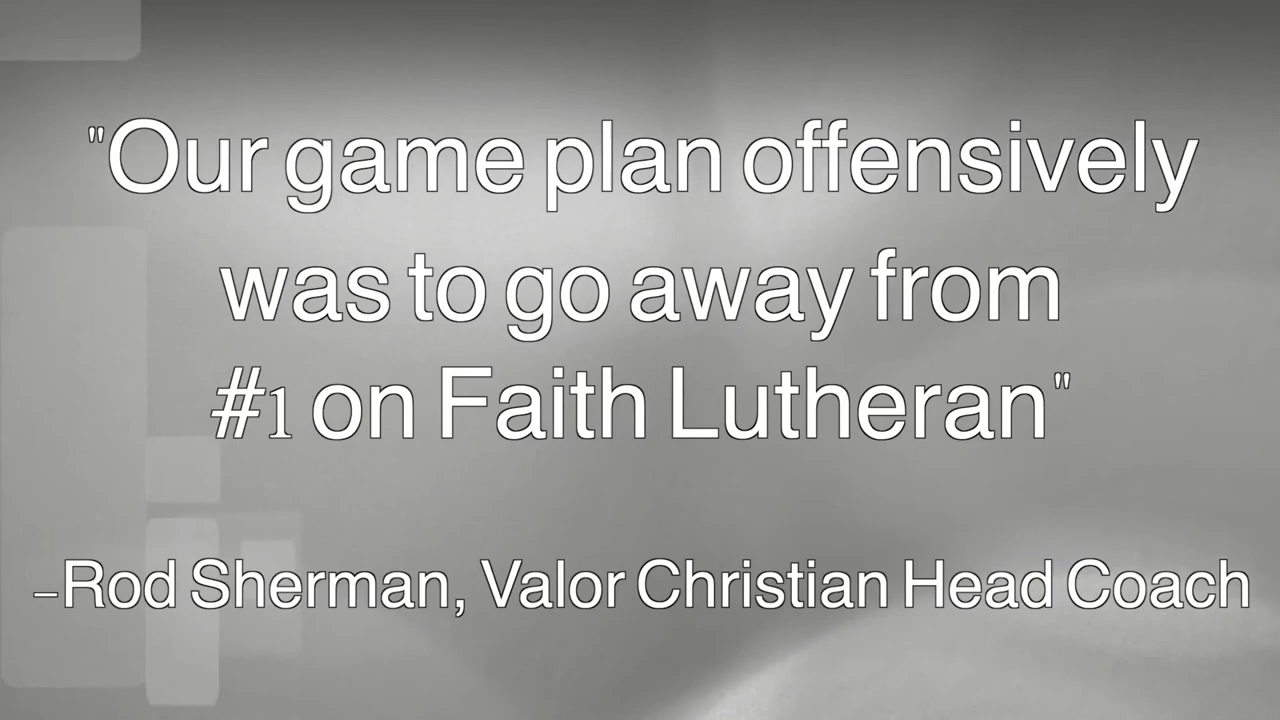 "Our game plan offensively
was to go away from
#1 on Faith Lutheran"
–Rod Sherman, Valor Christian Head Coach